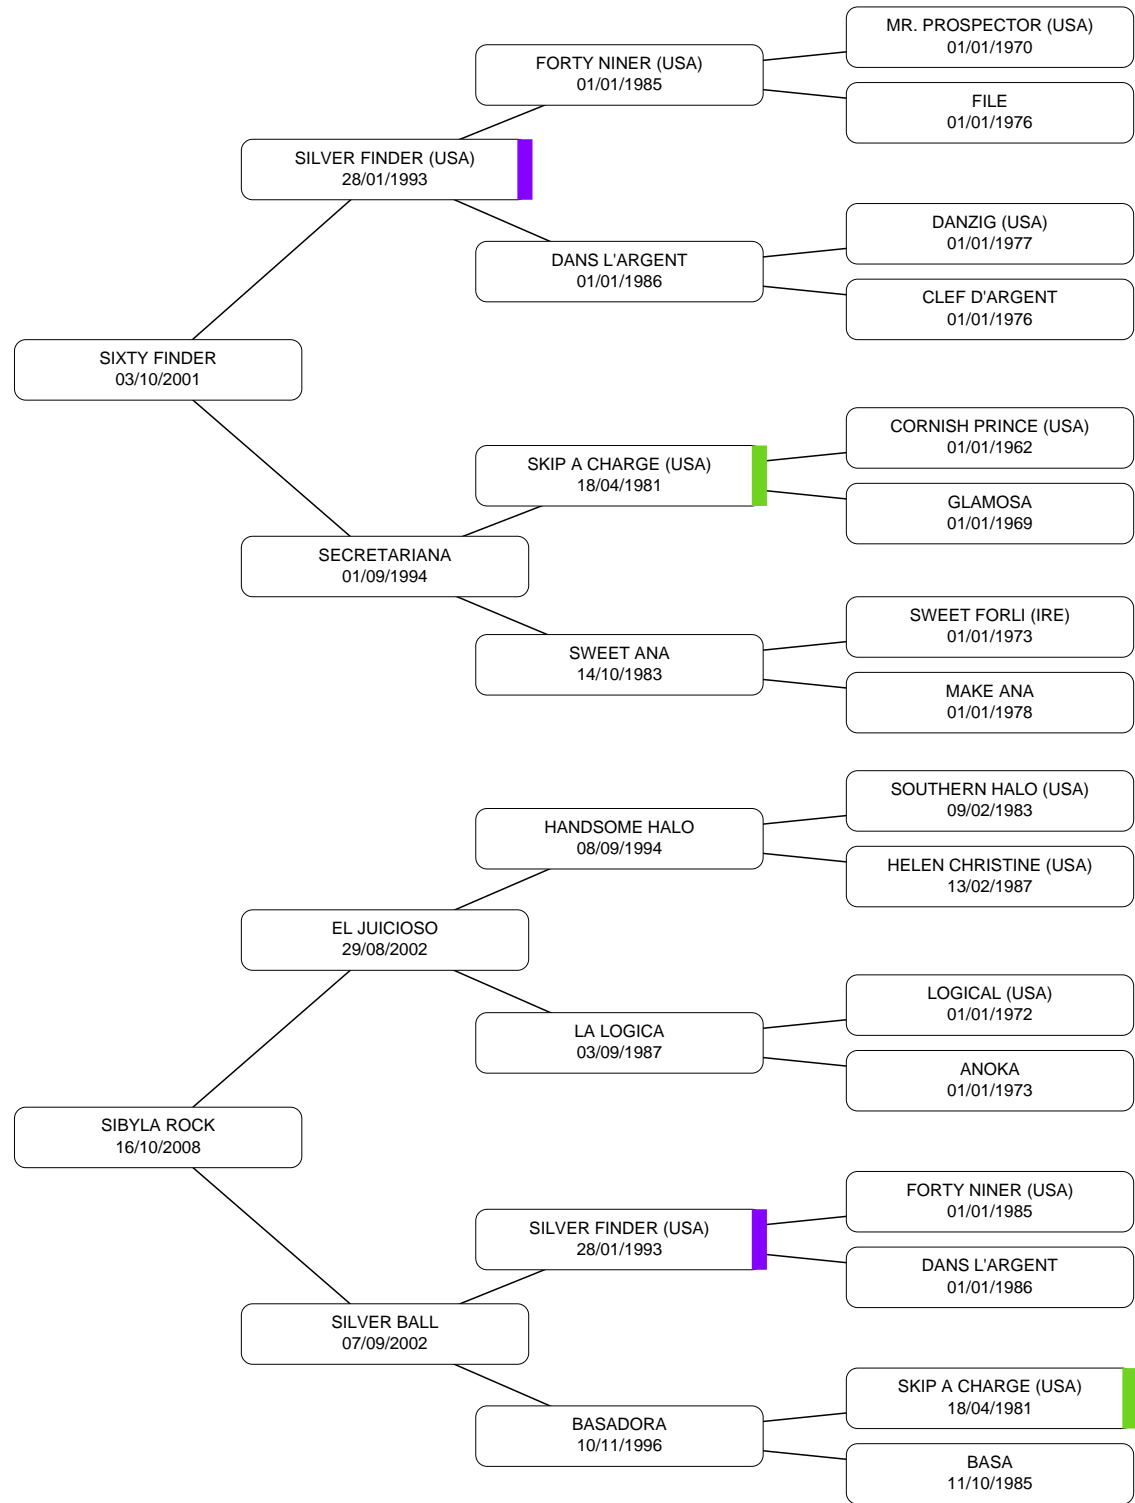 MR. PROSPECTOR (USA)
01/01/1970
FORTY NINER (USA)
01/01/1985
FILE
01/01/1976
SILVER FINDER (USA)
28/01/1993
DANZIG (USA)
01/01/1977
DANS L'ARGENT
01/01/1986
CLEF D'ARGENT
01/01/1976
SIXTY FINDER
03/10/2001
CORNISH PRINCE (USA)
01/01/1962
SKIP A CHARGE (USA)
18/04/1981
GLAMOSA
01/01/1969
SECRETARIANA
01/09/1994
SWEET FORLI (IRE)
01/01/1973
SWEET ANA
14/10/1983
MAKE ANA
01/01/1978
SOUTHERN HALO (USA)
09/02/1983
HANDSOME HALO
08/09/1994
HELEN CHRISTINE (USA)
13/02/1987
EL JUICIOSO
29/08/2002
LOGICAL (USA)
01/01/1972
LA LOGICA
03/09/1987
ANOKA
01/01/1973
SIBYLA ROCK
16/10/2008
FORTY NINER (USA)
01/01/1985
SILVER FINDER (USA)
28/01/1993
DANS L'ARGENT
01/01/1986
SILVER BALL
07/09/2002
SKIP A CHARGE (USA)
18/04/1981
BASADORA
10/11/1996
BASA
11/10/1985